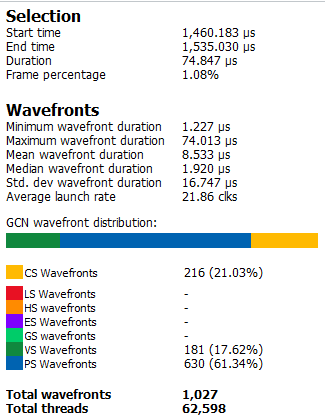 Selection
Start time 1,460.183 µs
End time 1,535.030 µs
Duration 74.847 µs
Frame percentage 1.08%
Wavefronts
Minimum wavefront duration 1.227 µs
Maximum wavefront duration 74.013 µs
Mean wavefront duration 8.533 µs
Median wavefront duration 1.920 µs
Std. dev wavefront duration 16.747 µs
Average launch rate 21.86 clks
GCN wavefront distribution:
CS Wavefronts 216 (21.03%)
LS Wavefronts -
HS Wavefronts -
ES Wavefronts -
GS Wavefronts -
VS Wavefronts 181 (17.62%)
PS Wavefronts 630 (61.34%)
Total wavefronts 1,027
Total threads 62,598